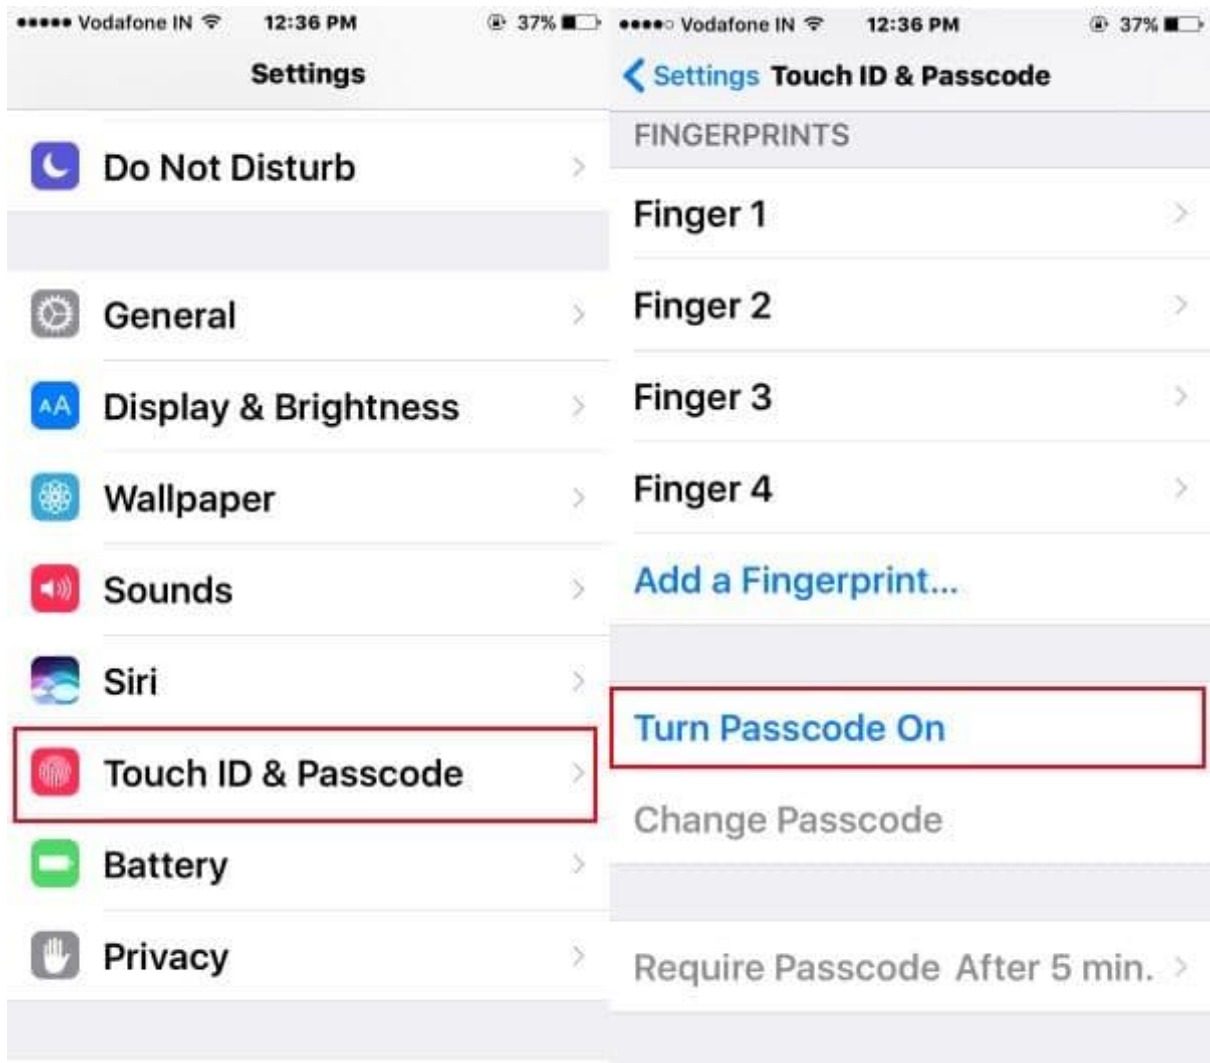 Vodafone IN 12:36 PM 37%
Settings
Do Not Disturb
General
AA Display & Brightness
Wallpaper
Sounds
Siri
Touch ID & Passcode
Battery
Privacy
Vodafone IN 12:36 PM 37%
Settings Touch ID & Passcode
FINGERPRINTS
Finger 1
Finger 2
Finger 3
Finger 4
Add a Fingerprint...
Turn Passcode On
Change Passcode
Require Passcode After 5 min.